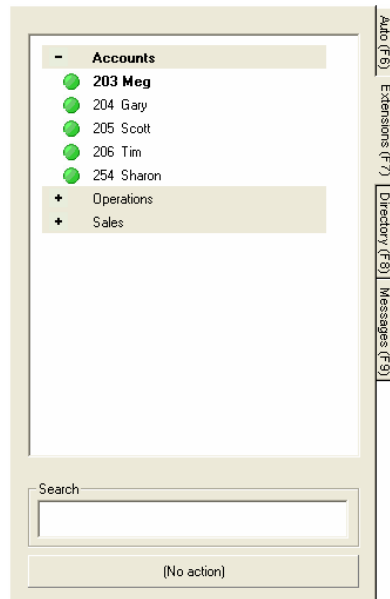 − Accounts
203 Meg
204 Gary
205 Scott
206 Tim
254 Sharon
+ Operations
+ Sales
Search
(No action)
Auto (F6)
Extensions (F7)
Directory (F8)
Messages (F9)